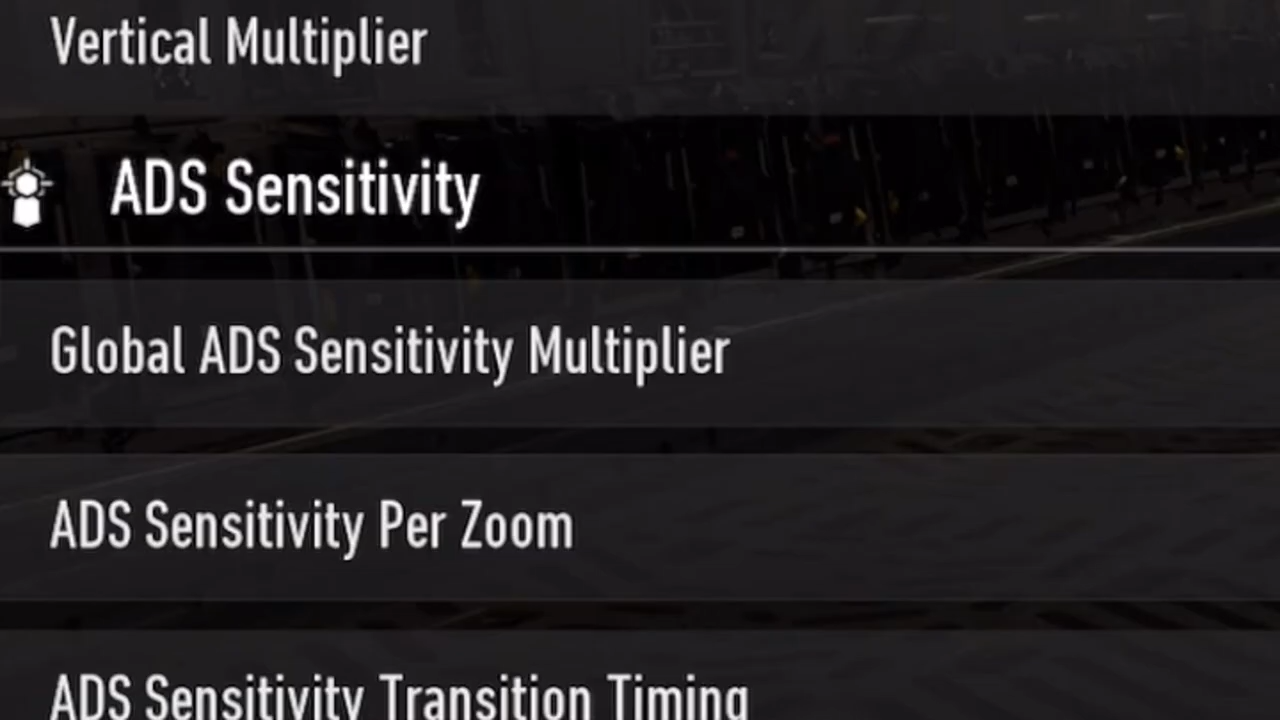 Vertical Multiplier
ADS Sensitivity
Global ADS Sensitivity Multiplier
ADS Sensitivity Per Zoom
ADS Sensitivity Transition Timing